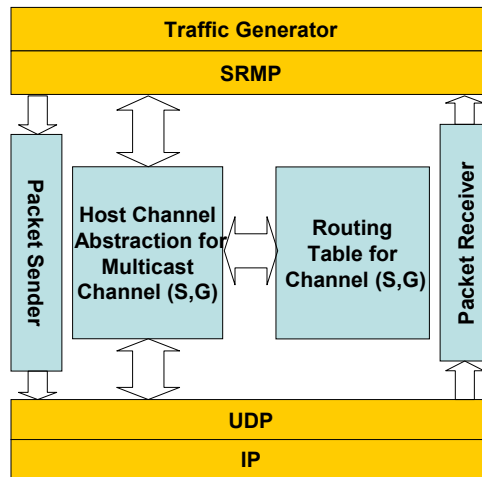 Traffic Generator
SRMP
Packet Sender
Host Channel
Abstraction for
Multicast
Channel (S,G)
Routing
Table for
Channel (S,G)
Packet Receiver
UDP
IP